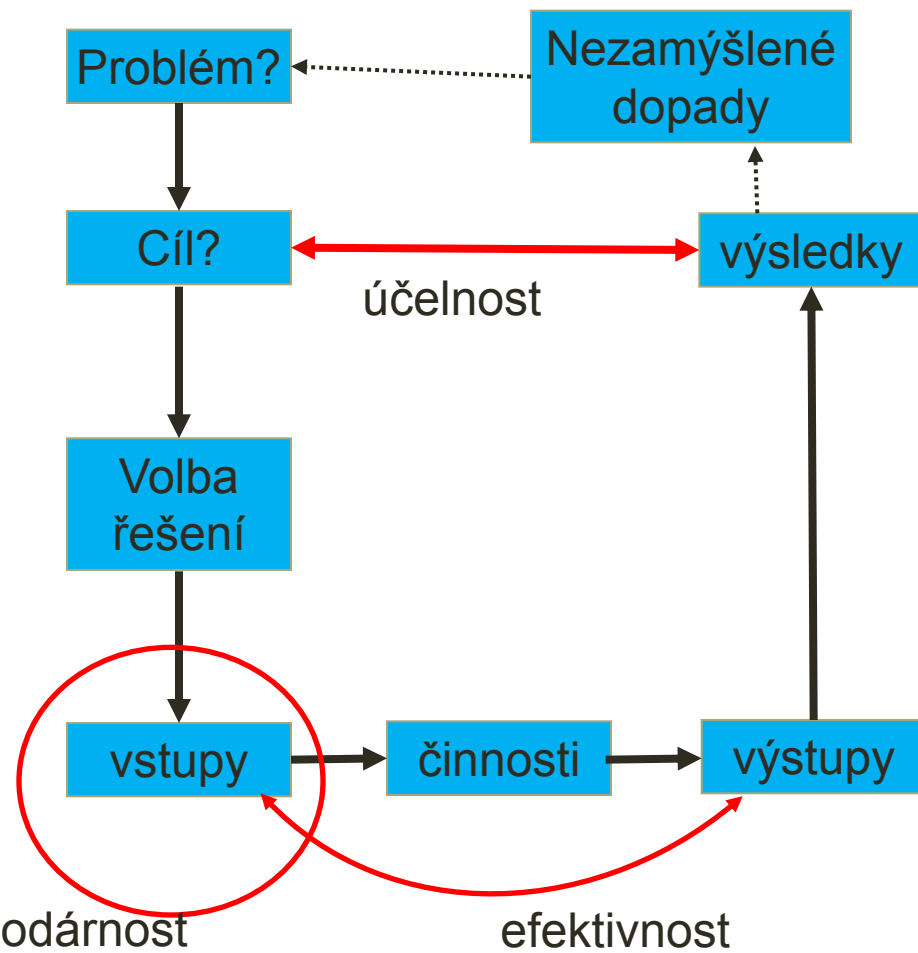 Problém?
Nezamýšlené
dopady
Cíl?
výsledky
účelnost
Volba
řešení
vstupy
činnosti
výstupy
odárnost
efektivnost